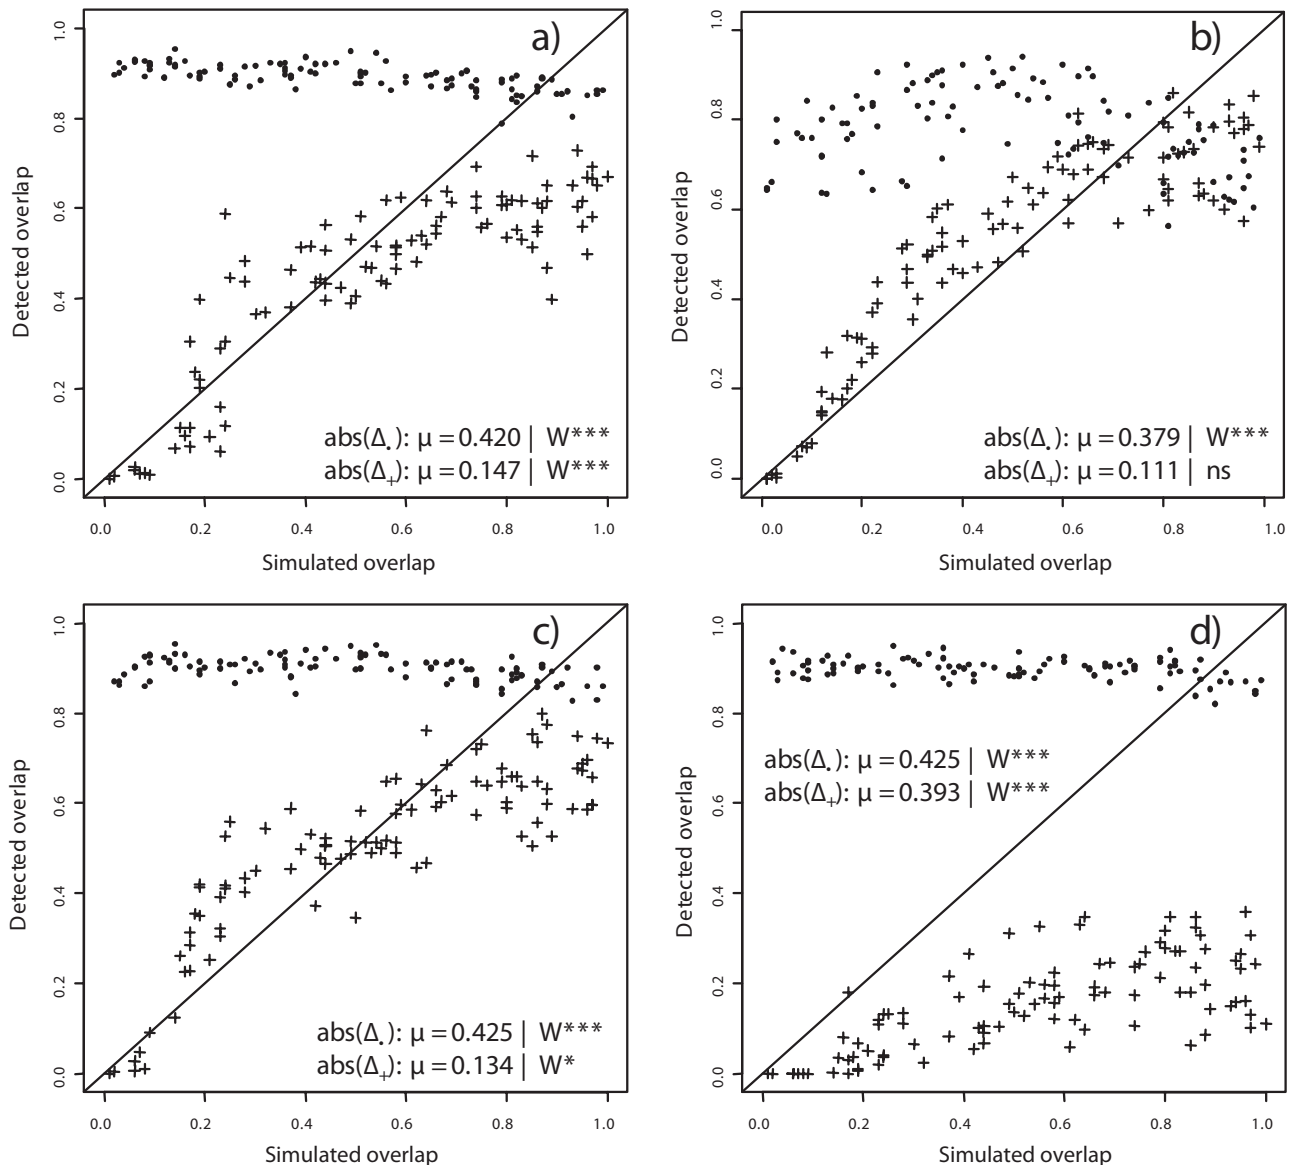 a)
1.0
0.8
0.6
0.4
0.2
0.0
Detected overlap
abs(Δ.): μ = 0.420 | W***
abs(Δ+): μ = 0.147 | W***
0.0 0.2 0.4 0.6 0.8 1.0
Simulated overlap
b)
1.0
0.8
0.6
0.4
0.2
0.0
Detected overlap
abs(Δ.): μ = 0.379 | W***
abs(Δ+): μ = 0.111 | ns
0.0 0.2 0.4 0.6 0.8 1.0
Simulated overlap
c)
1.0
0.8
0.6
0.4
0.2
0.0
Detected overlap
abs(Δ.): μ = 0.425 | W***
abs(Δ+): μ = 0.134 | W*
0.0 0.2 0.4 0.6 0.8 1.0
Simulated overlap
d)
1.0
0.8
0.6
0.4
0.2
0.0
Detected overlap
abs(Δ.): μ = 0.425 | W***
abs(Δ+): μ = 0.393 | W***
0.0 0.2 0.4 0.6 0.8 1.0
Simulated overlap